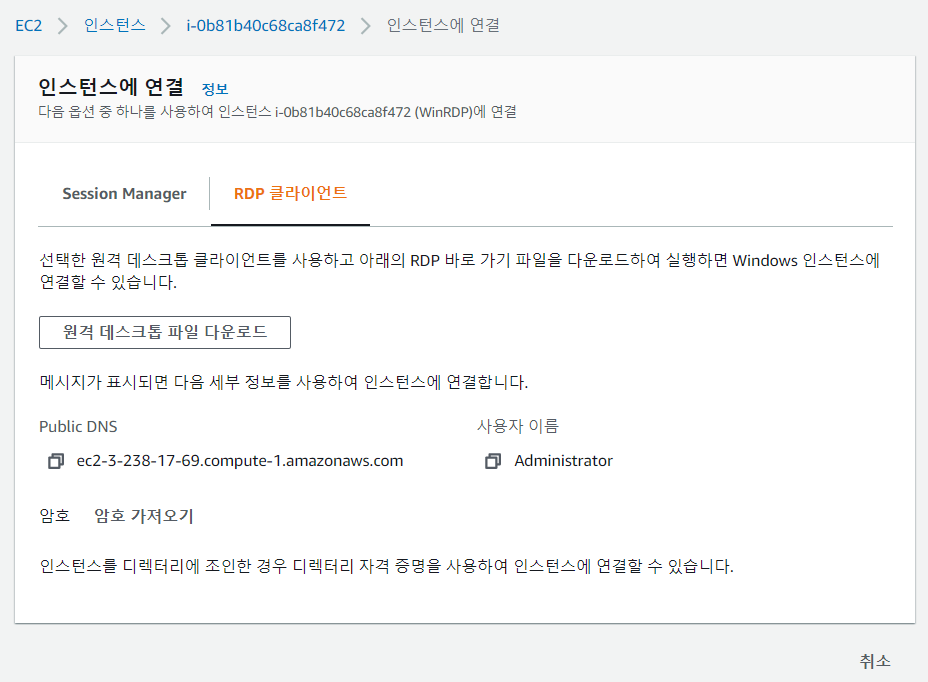 EC2 > 인스턴스 > i-0b81b40c68ca8f472 > 인스턴스에 연결
인스턴스에 연결 정보
다음 옵션 중 하나를 사용하여 인스턴스 i-0b81b40c68ca8f472 (WinRDP)에 연결
Session Manager RDP 클라이언트
선택한 원격 데스크톱 클라이언트를 사용하고 아래의 RDP 바로 가기 파일을 다운로드하여 실행하면 Windows 인스턴스에
연결할 수 있습니다.
원격 데스크톱 파일 다운로드
메시지가 표시되면 다음 세부 정보를 사용하여 인스턴스에 연결합니다.
Public DNS 사용자 이름
ec2-3-238-17-69.compute-1.amazonaws.com Administrator
암호 암호 가져오기
인스턴스를 디렉터리에 조인한 경우 디렉터리 자격 증명을 사용하여 인스턴스에 연결할 수 있습니다.
취소